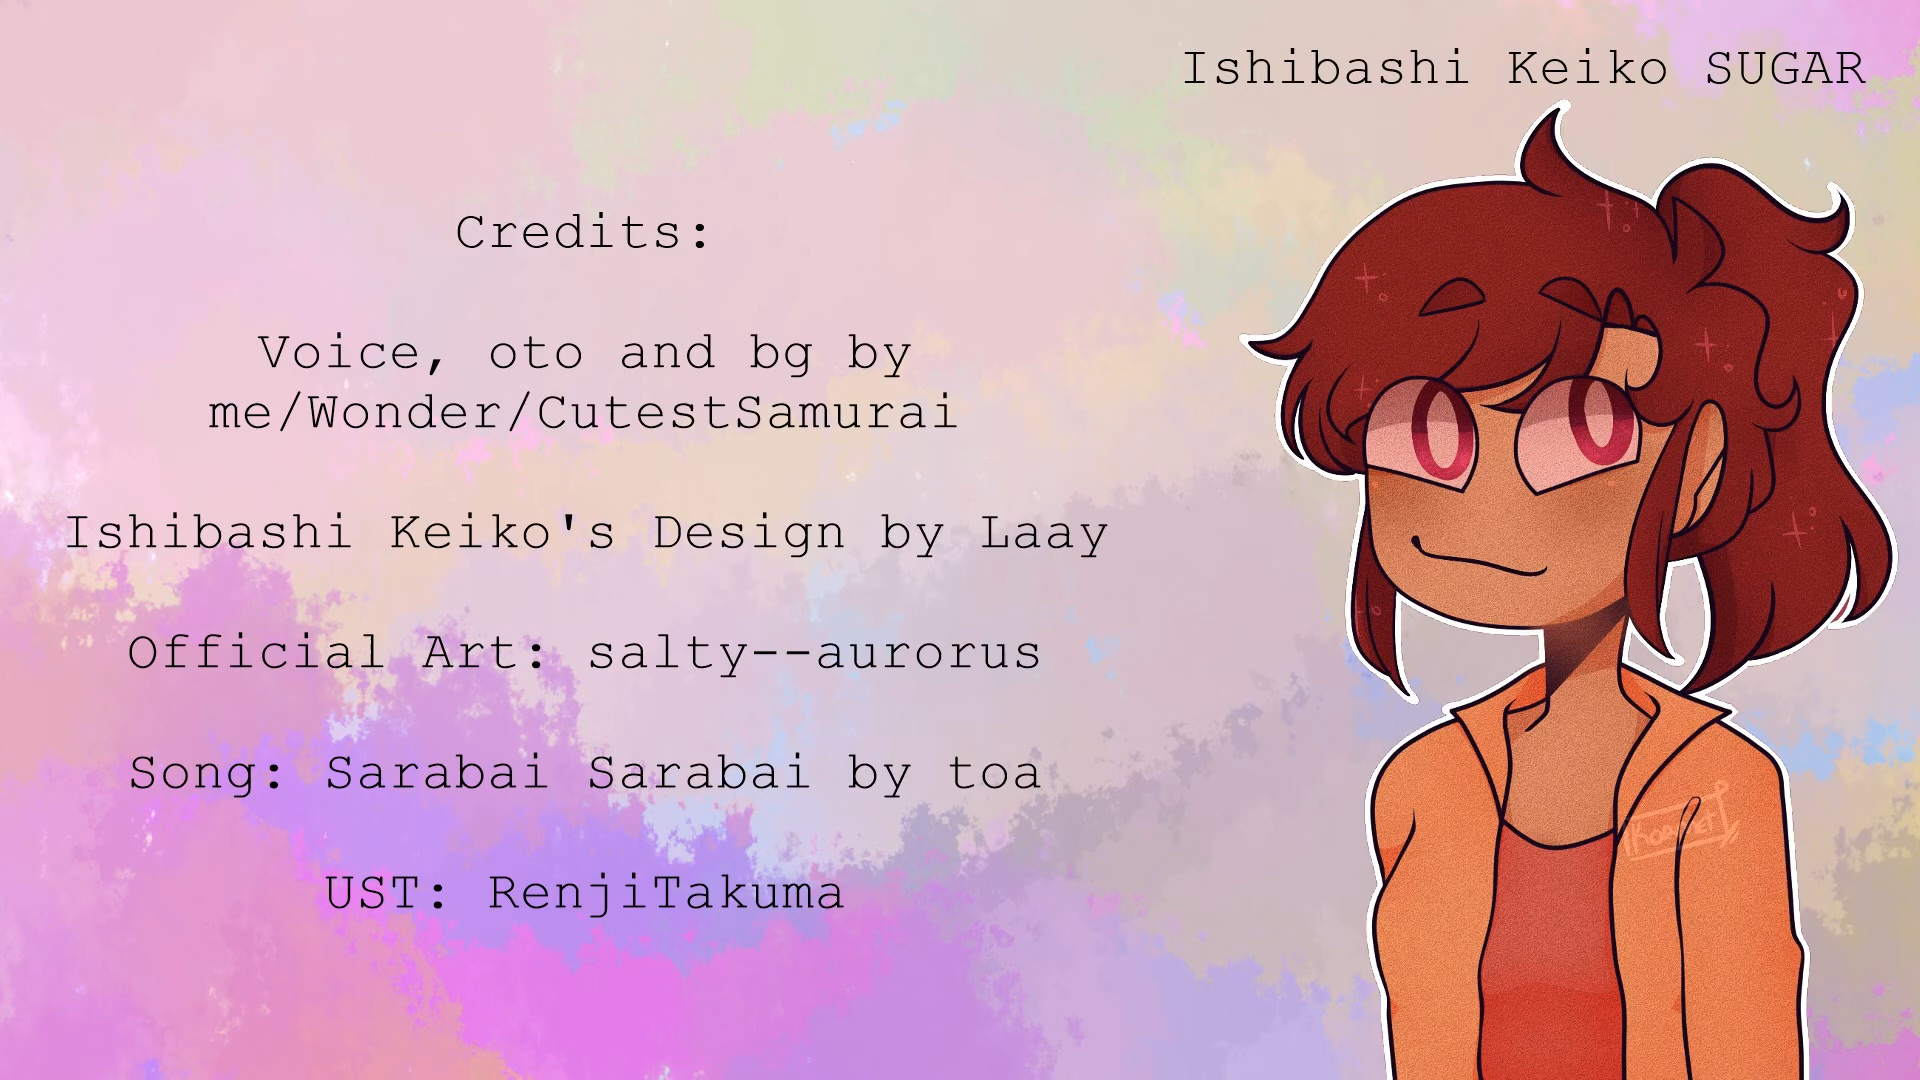 Ishibashi Keiko SUGAR
Credits:
Voice, oto and bg by
me/Wonder/CutestSamurai
Ishibashi Keiko's Design by Laay
Official Art: salty--aurorus
Song: Sarabai Sarabai by toa
UST: RenjiTakuma